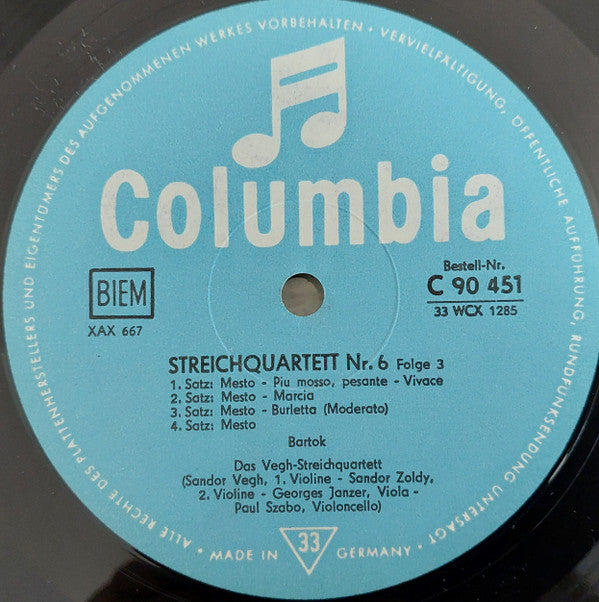 ALLE RECHTE DES PLATTENHERSTELLERS UND EIGENTÜMERS DES AUFGENOMMENEN WERKES VORBEHALTEN • VERVIELFÄLTIGUNG, ÖFFENTLICHE AUFFÜHRUNG, RUNDFUNKSENDUNG UNTERSAGT •
Columbia
BIEM
XAX 667
Bestell-Nr.
C 90 451
33 WCX 1285
STREICHQUARTETT Nr. 6 Folge 3
1. Satz: Mesto - Piu mosso, pesante - Vivace
2. Satz: Mesto - Marcia
3. Satz: Mesto - Burletta (Moderato)
4. Satz: Mesto
Bartok
Das Vegh-Streichquartett
(Sandor Vegh, 1. Violine - Sandor Zoldy,
2. Violine - Georges Janzer, Viola -
Paul Szabo, Violoncello)
MADE IN 33 GERMANY